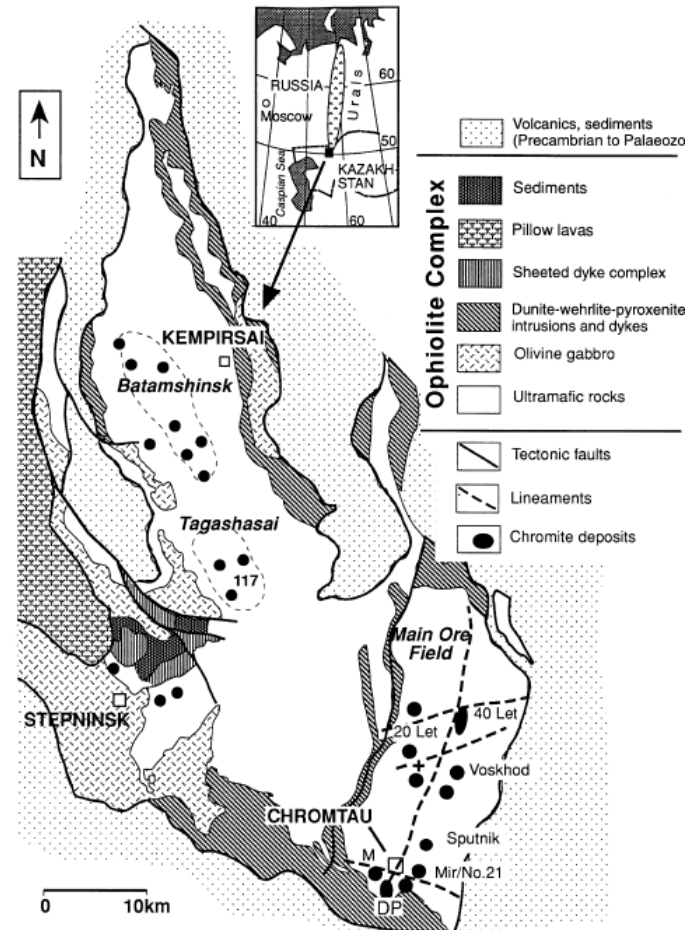 N
RUSSIA
Moscow
Urals
60
50
Caspian Sea
KAZAKH-
STAN
40
60
KEMPIRSAI
Batamshinsk
Tagashasai
117
Main Ore
Field
40 Let
20 Let
Voskhod
STEPNINSK
CHROMTAU
Sputnik
M
Mir/No.21
DP
0 10km
Volcanics, sediments
(Precambrian to Palaeozo
Ophiolite Complex
Sediments
Pillow lavas
Sheeted dyke complex
Dunite-wehrlite-pyroxenite
intrusions and dykes
Olivine gabbro
Ultramafic rocks
Tectonic faults
Lineaments
Chromite deposits